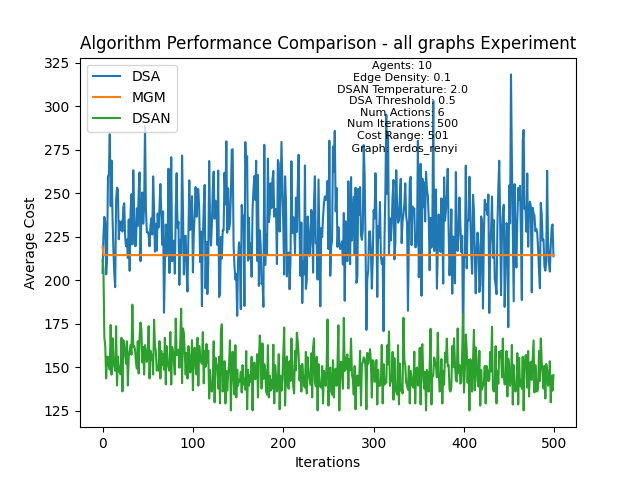 Algorithm Performance Comparison - all graphs Experiment
DSA
MGM
DSAN
Agents: 10
Edge Density: 0.1
DSAN Temperature: 2.0
DSA Threshold: 0.5
Num Actions: 6
Num Iterations: 500
Cost Range: 501
Graph: erdos_renyi
Average Cost
325
300
275
250
225
200
175
150
125
0
100
200
300
400
500
Iterations